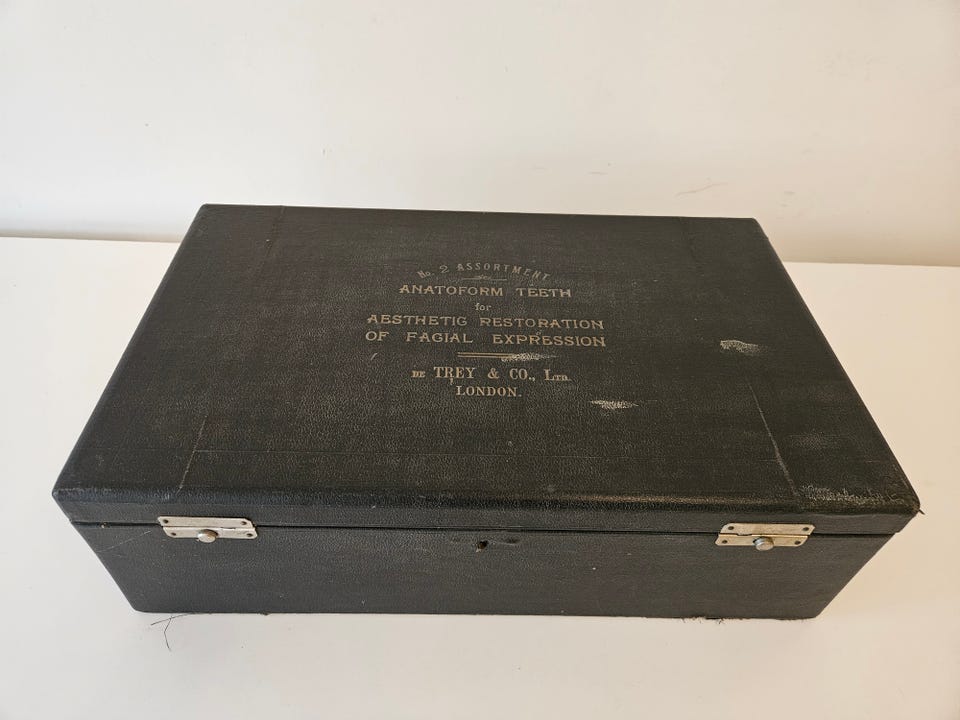 No. 2 ASSORTMENT
ANATOFORM TEETH
for
AESTHETIC RESTORATION
OF FACIAL EXPRESSION
DE TREY & CO., LTD.
LONDON.